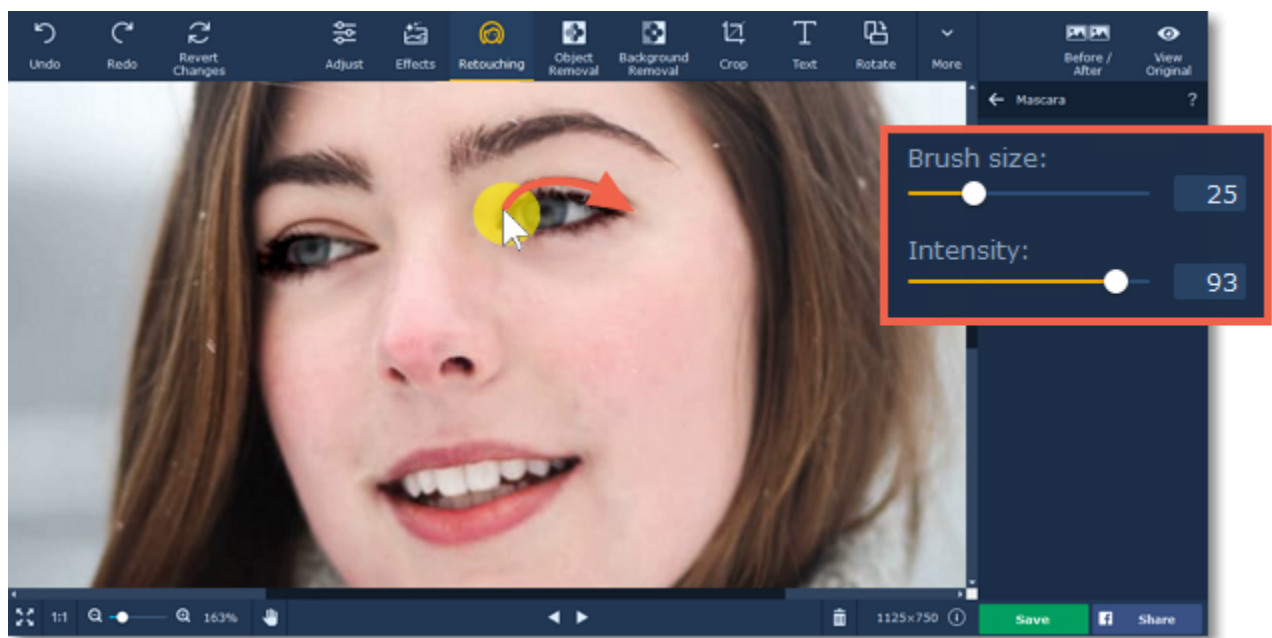 Undo
Redo
Revert
Changes
Adjust
Effects
Retouching
Object
Removal
Background
Removal
Crop
Text
Rotate
More
Before /
After
View
Original
Mascara ?
Brush size:
25
Intensity:
93
1:1
163%
1125×750
Save
Share